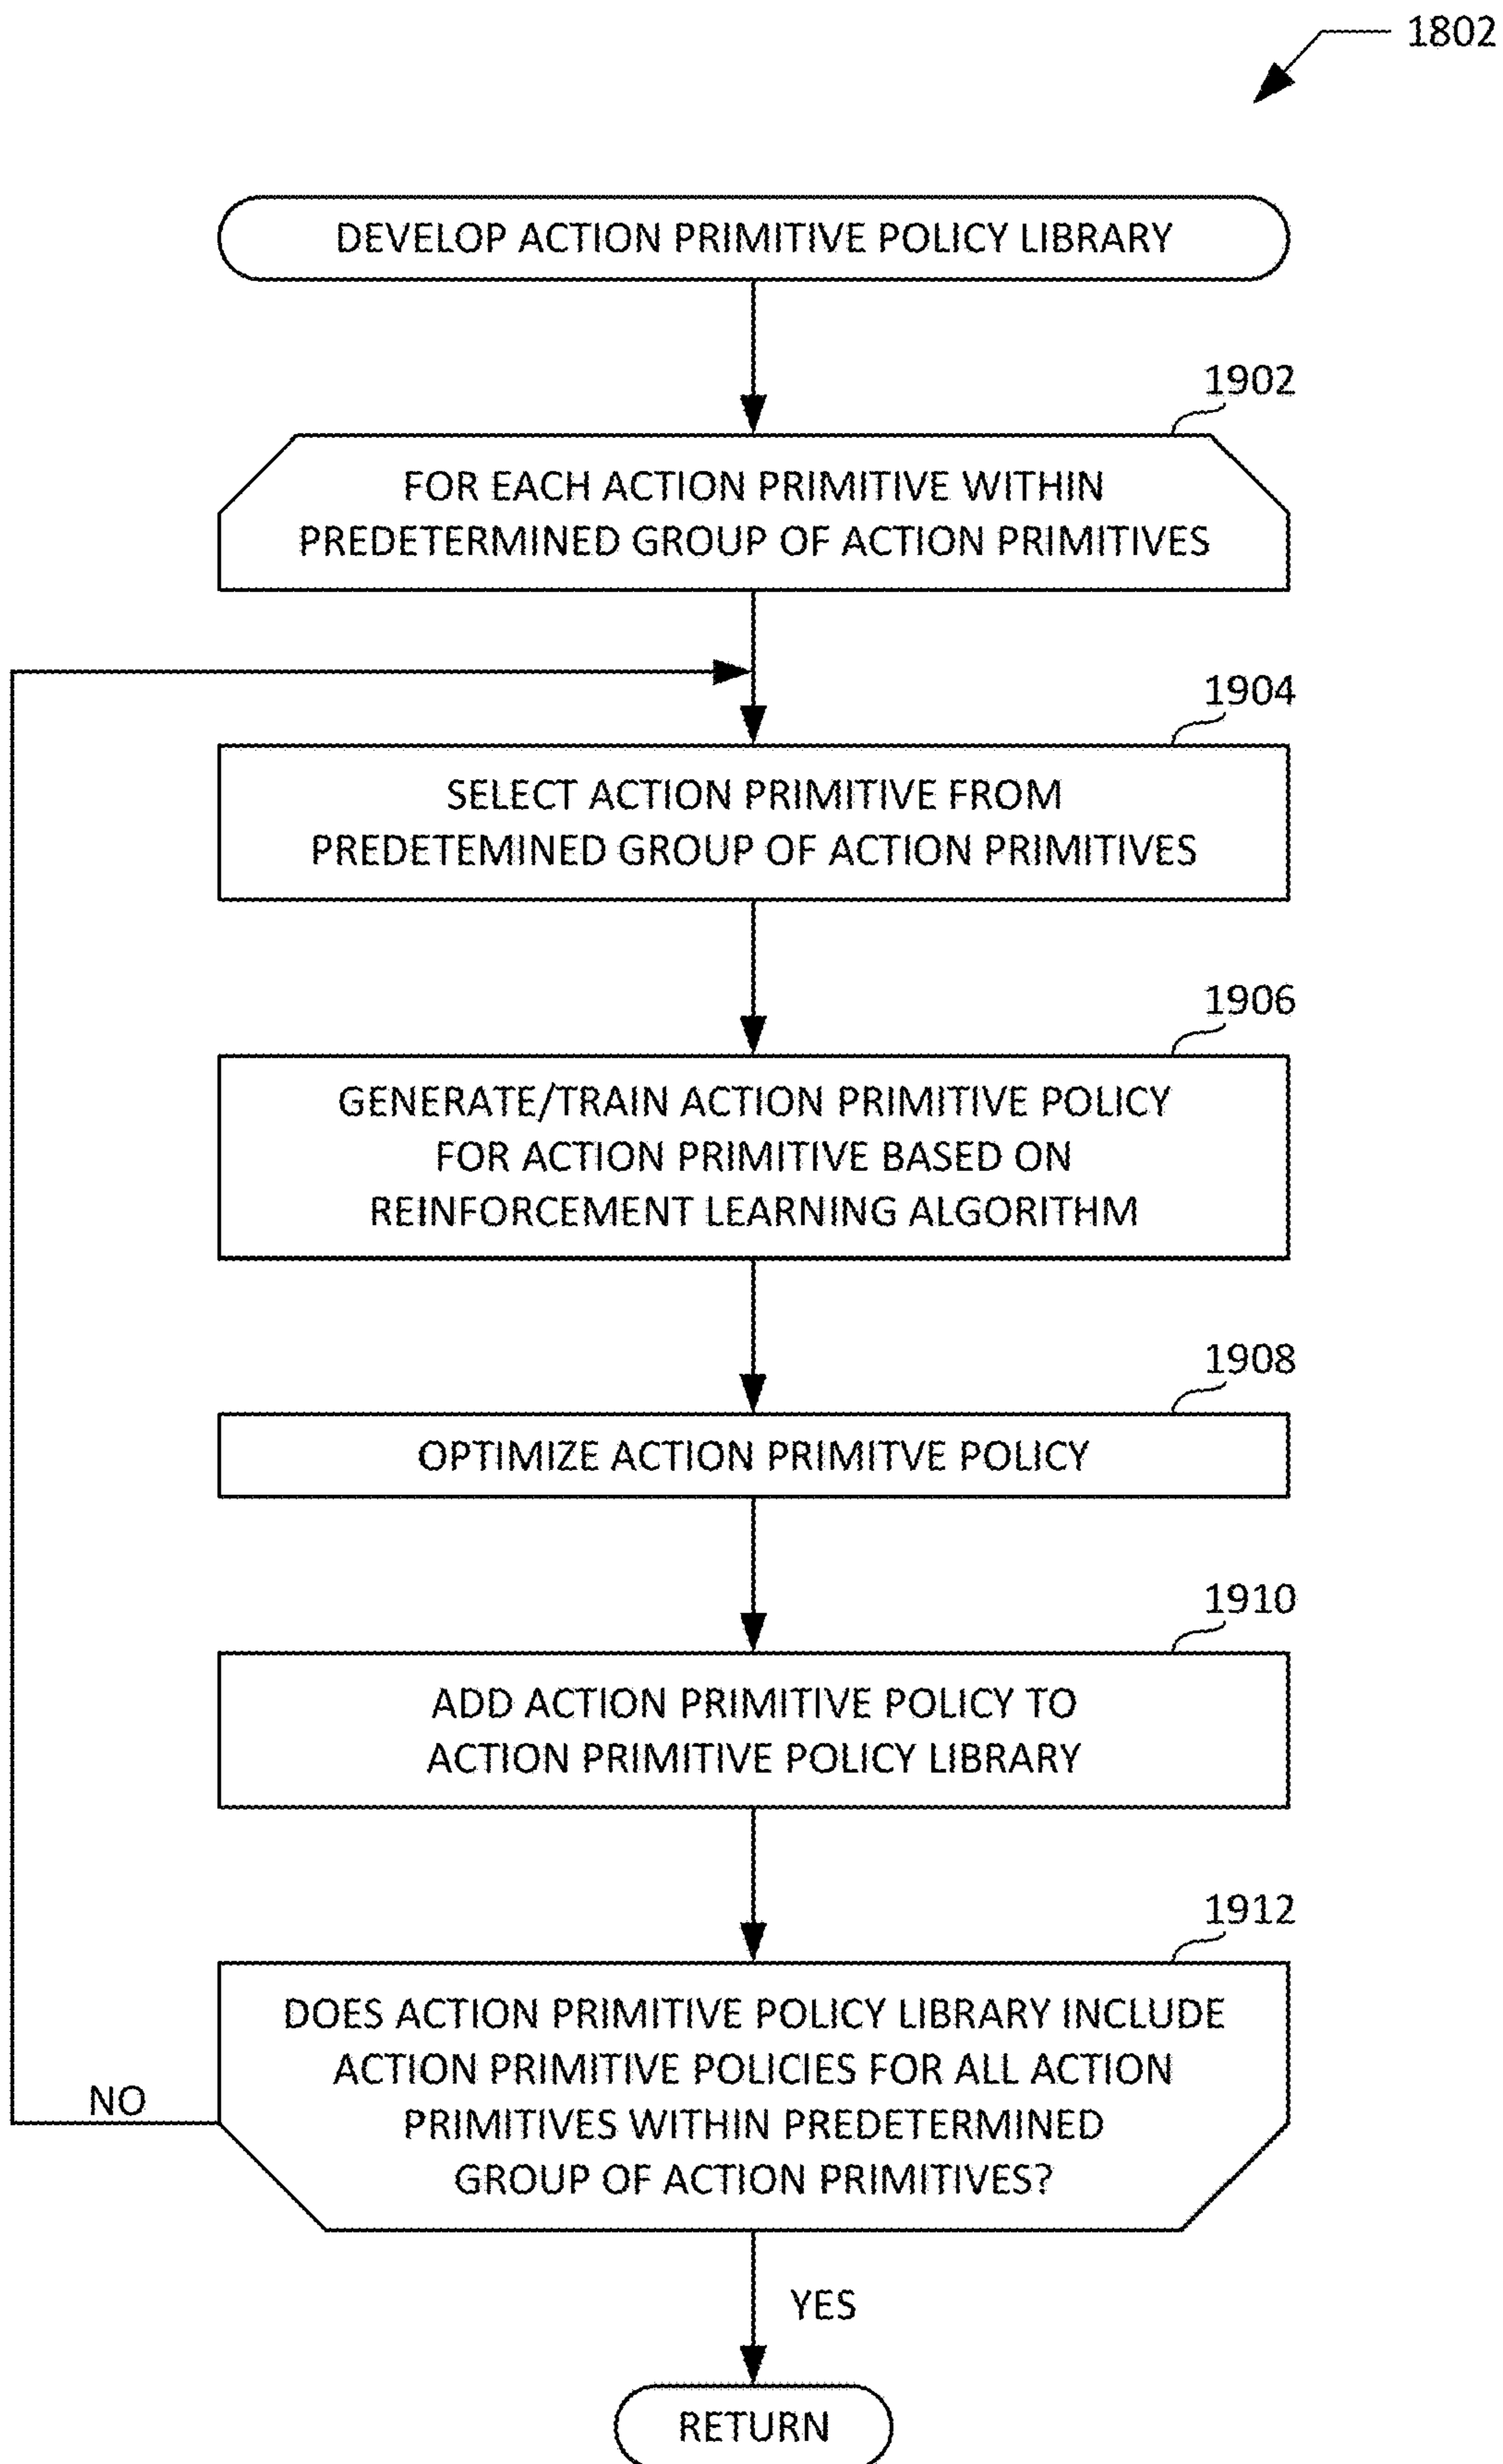 1802
DEVELOP ACTION PRIMITIVE POLICY LIBRARY
1902
FOR EACH ACTION PRIMITIVE WITHIN
PREDETERMINED GROUP OF ACTION PRIMITIVES
1904
SELECT ACTION PRIMITIVE FROM
PREDETEMINED GROUP OF ACTION PRIMITIVES
1906
GENERATE/TRAIN ACTION PRIMITIVE POLICY
FOR ACTION PRIMITIVE BASED ON
REINFORCEMENT LEARNING ALGORITHM
1908
OPTIMIZE ACTION PRIMITVE POLICY
1910
ADD ACTION PRIMITIVE POLICY TO
ACTION PRIMITIVE POLICY LIBRARY
1912
DOES ACTION PRIMITIVE POLICY LIBRARY INCLUDE
ACTION PRIMITIVE POLICIES FOR ALL ACTION
PRIMITIVES WITHIN PREDETERMINED
GROUP OF ACTION PRIMITIVES?
NO
YES
RETURN